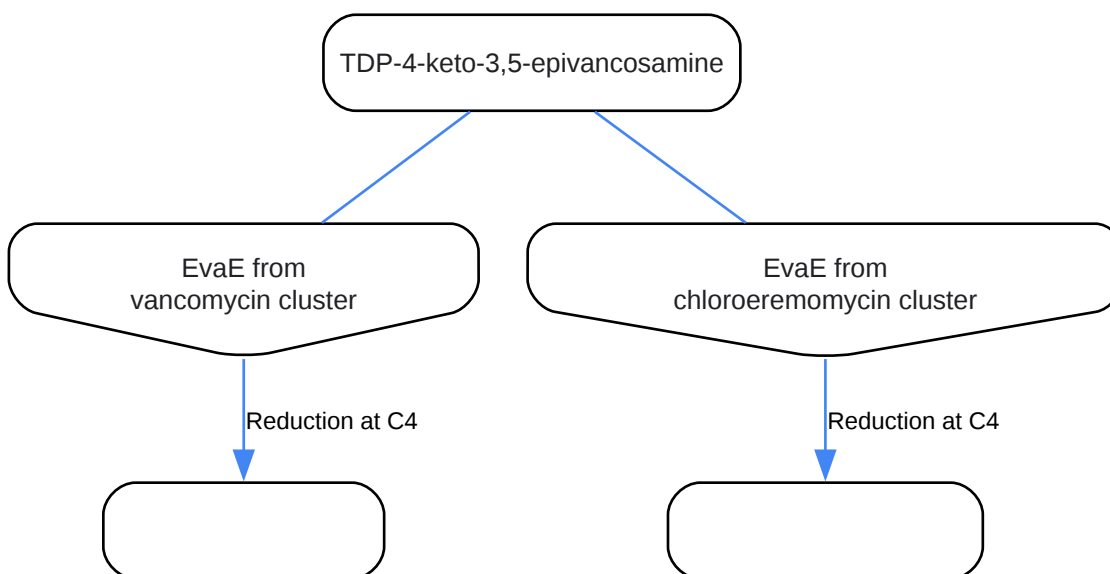 TDP-4-keto-3,5-epivancosamine
EvaE from
vancomycin cluster
EvaE from
chloroeremomycin cluster
Reduction at C4
Reduction at C4